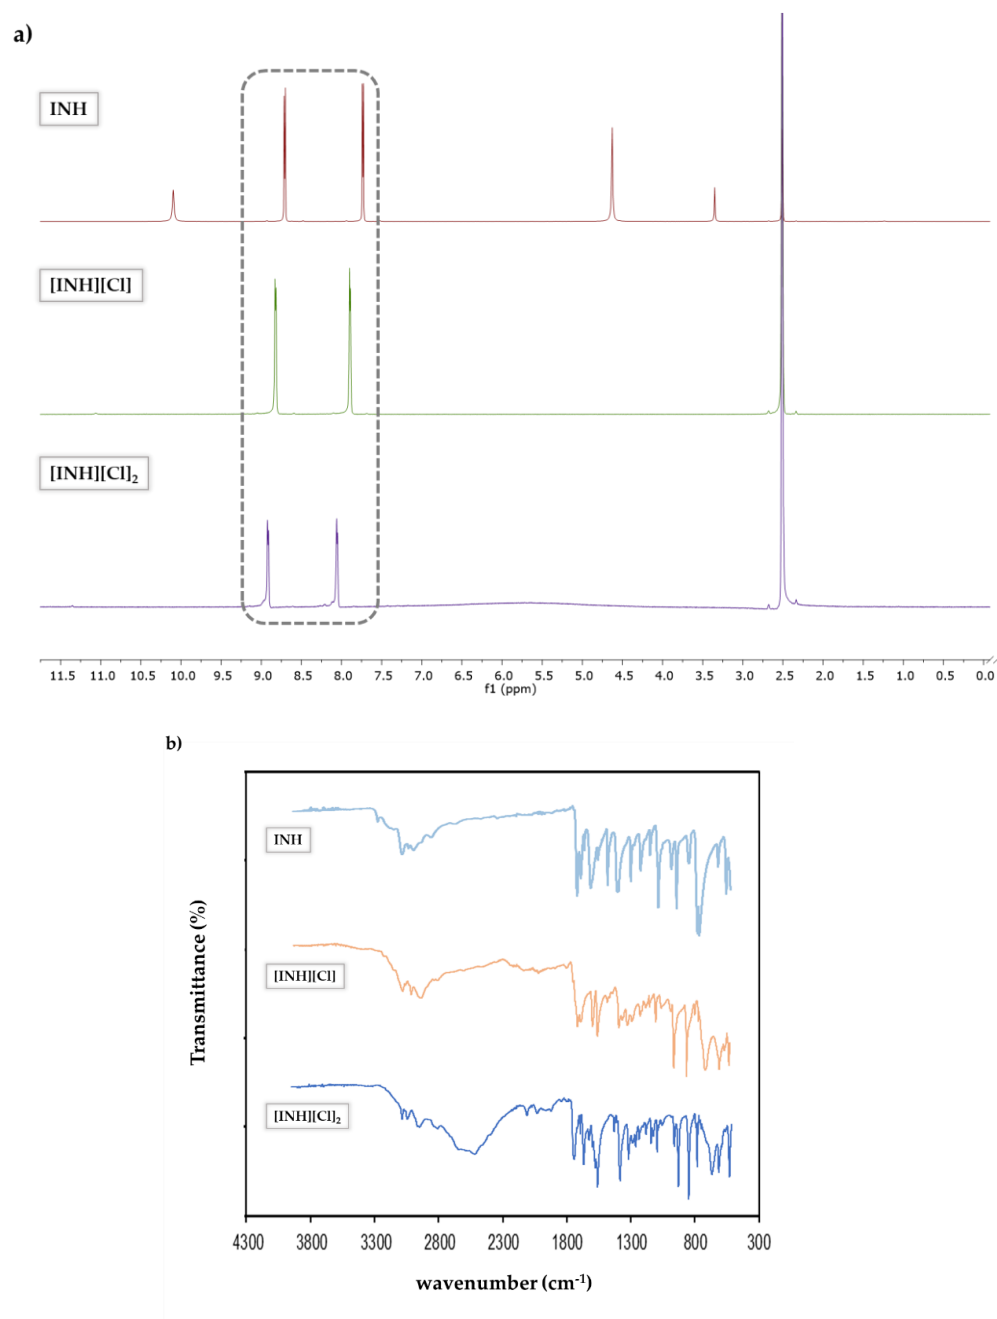 a)
INH
[INH][Cl]
[INH][Cl]₂
11.5 11.0 10.5 10.0 9.5 9.0 8.5 8.0 7.5 7.0 6.5 6.0 5.5 5.0 4.5 4.0 3.5 3.0 2.5 2.0 1.5 1.0 0.5 0.0
f1 (ppm)
b)
INH
[INH][Cl]
[INH][Cl]₂
Transmittance (%)
4300 3800 3300 2800 2300 1800 1300 800 300
wavenumber (cm⁻¹)